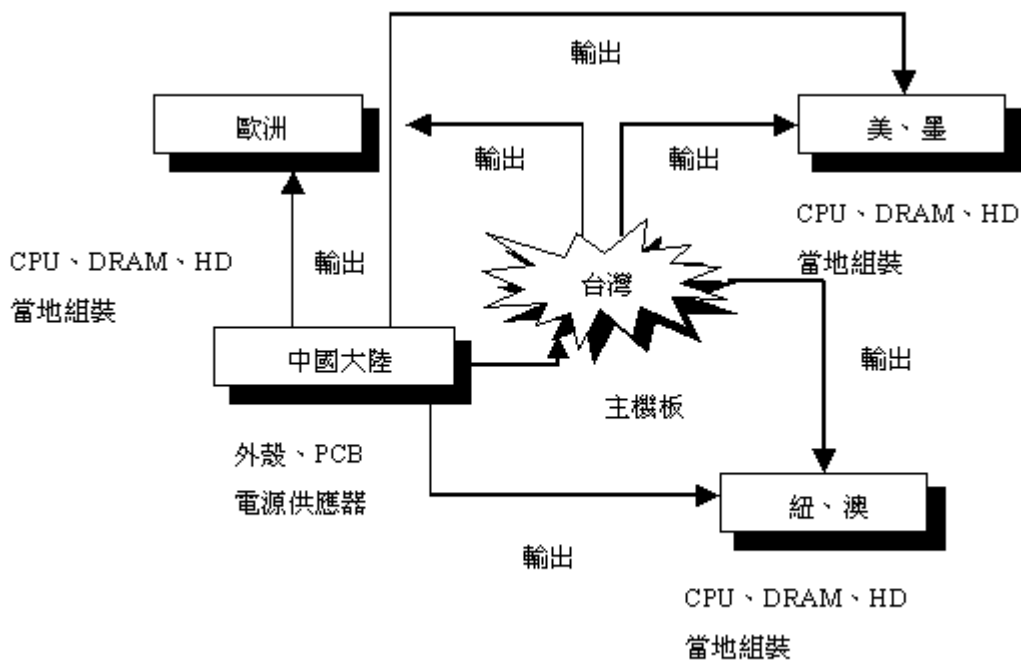 輸出
歐洲
美、墨
輸出
輸出
CPU、DRAM、HD
當地組裝
CPU、DRAM、HD
當地組裝
輸出
台灣
中國大陸
輸出
主機板
外殼、PCB
電源供應器
紐、澳
輸出
CPU、DRAM、HD
當地組裝